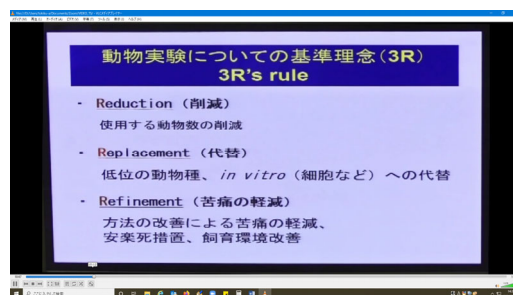 動物実験についての基準理念(3R)
3R's rule
- Reduction (削減)
使用する動物数の削減
- Replacement (代替)
低位の動物種、in vitro (細胞など) への代替
- Refinement (苦痛の軽減)
方法の改善による苦痛の軽減、
安楽死措置、飼育環境改善